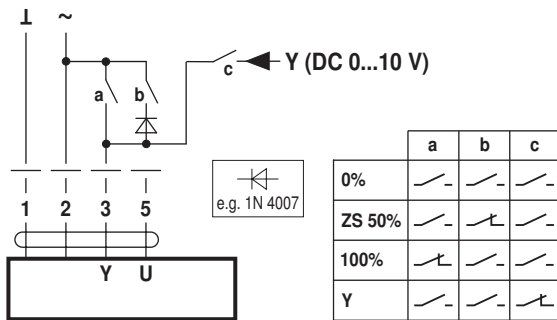 ⊥ ~
c Y (DC 0...10 V)
a b
e.g. 1N 4007
1 2 3 5
Y U
a b c
0%
ZS 50%
100%
Y